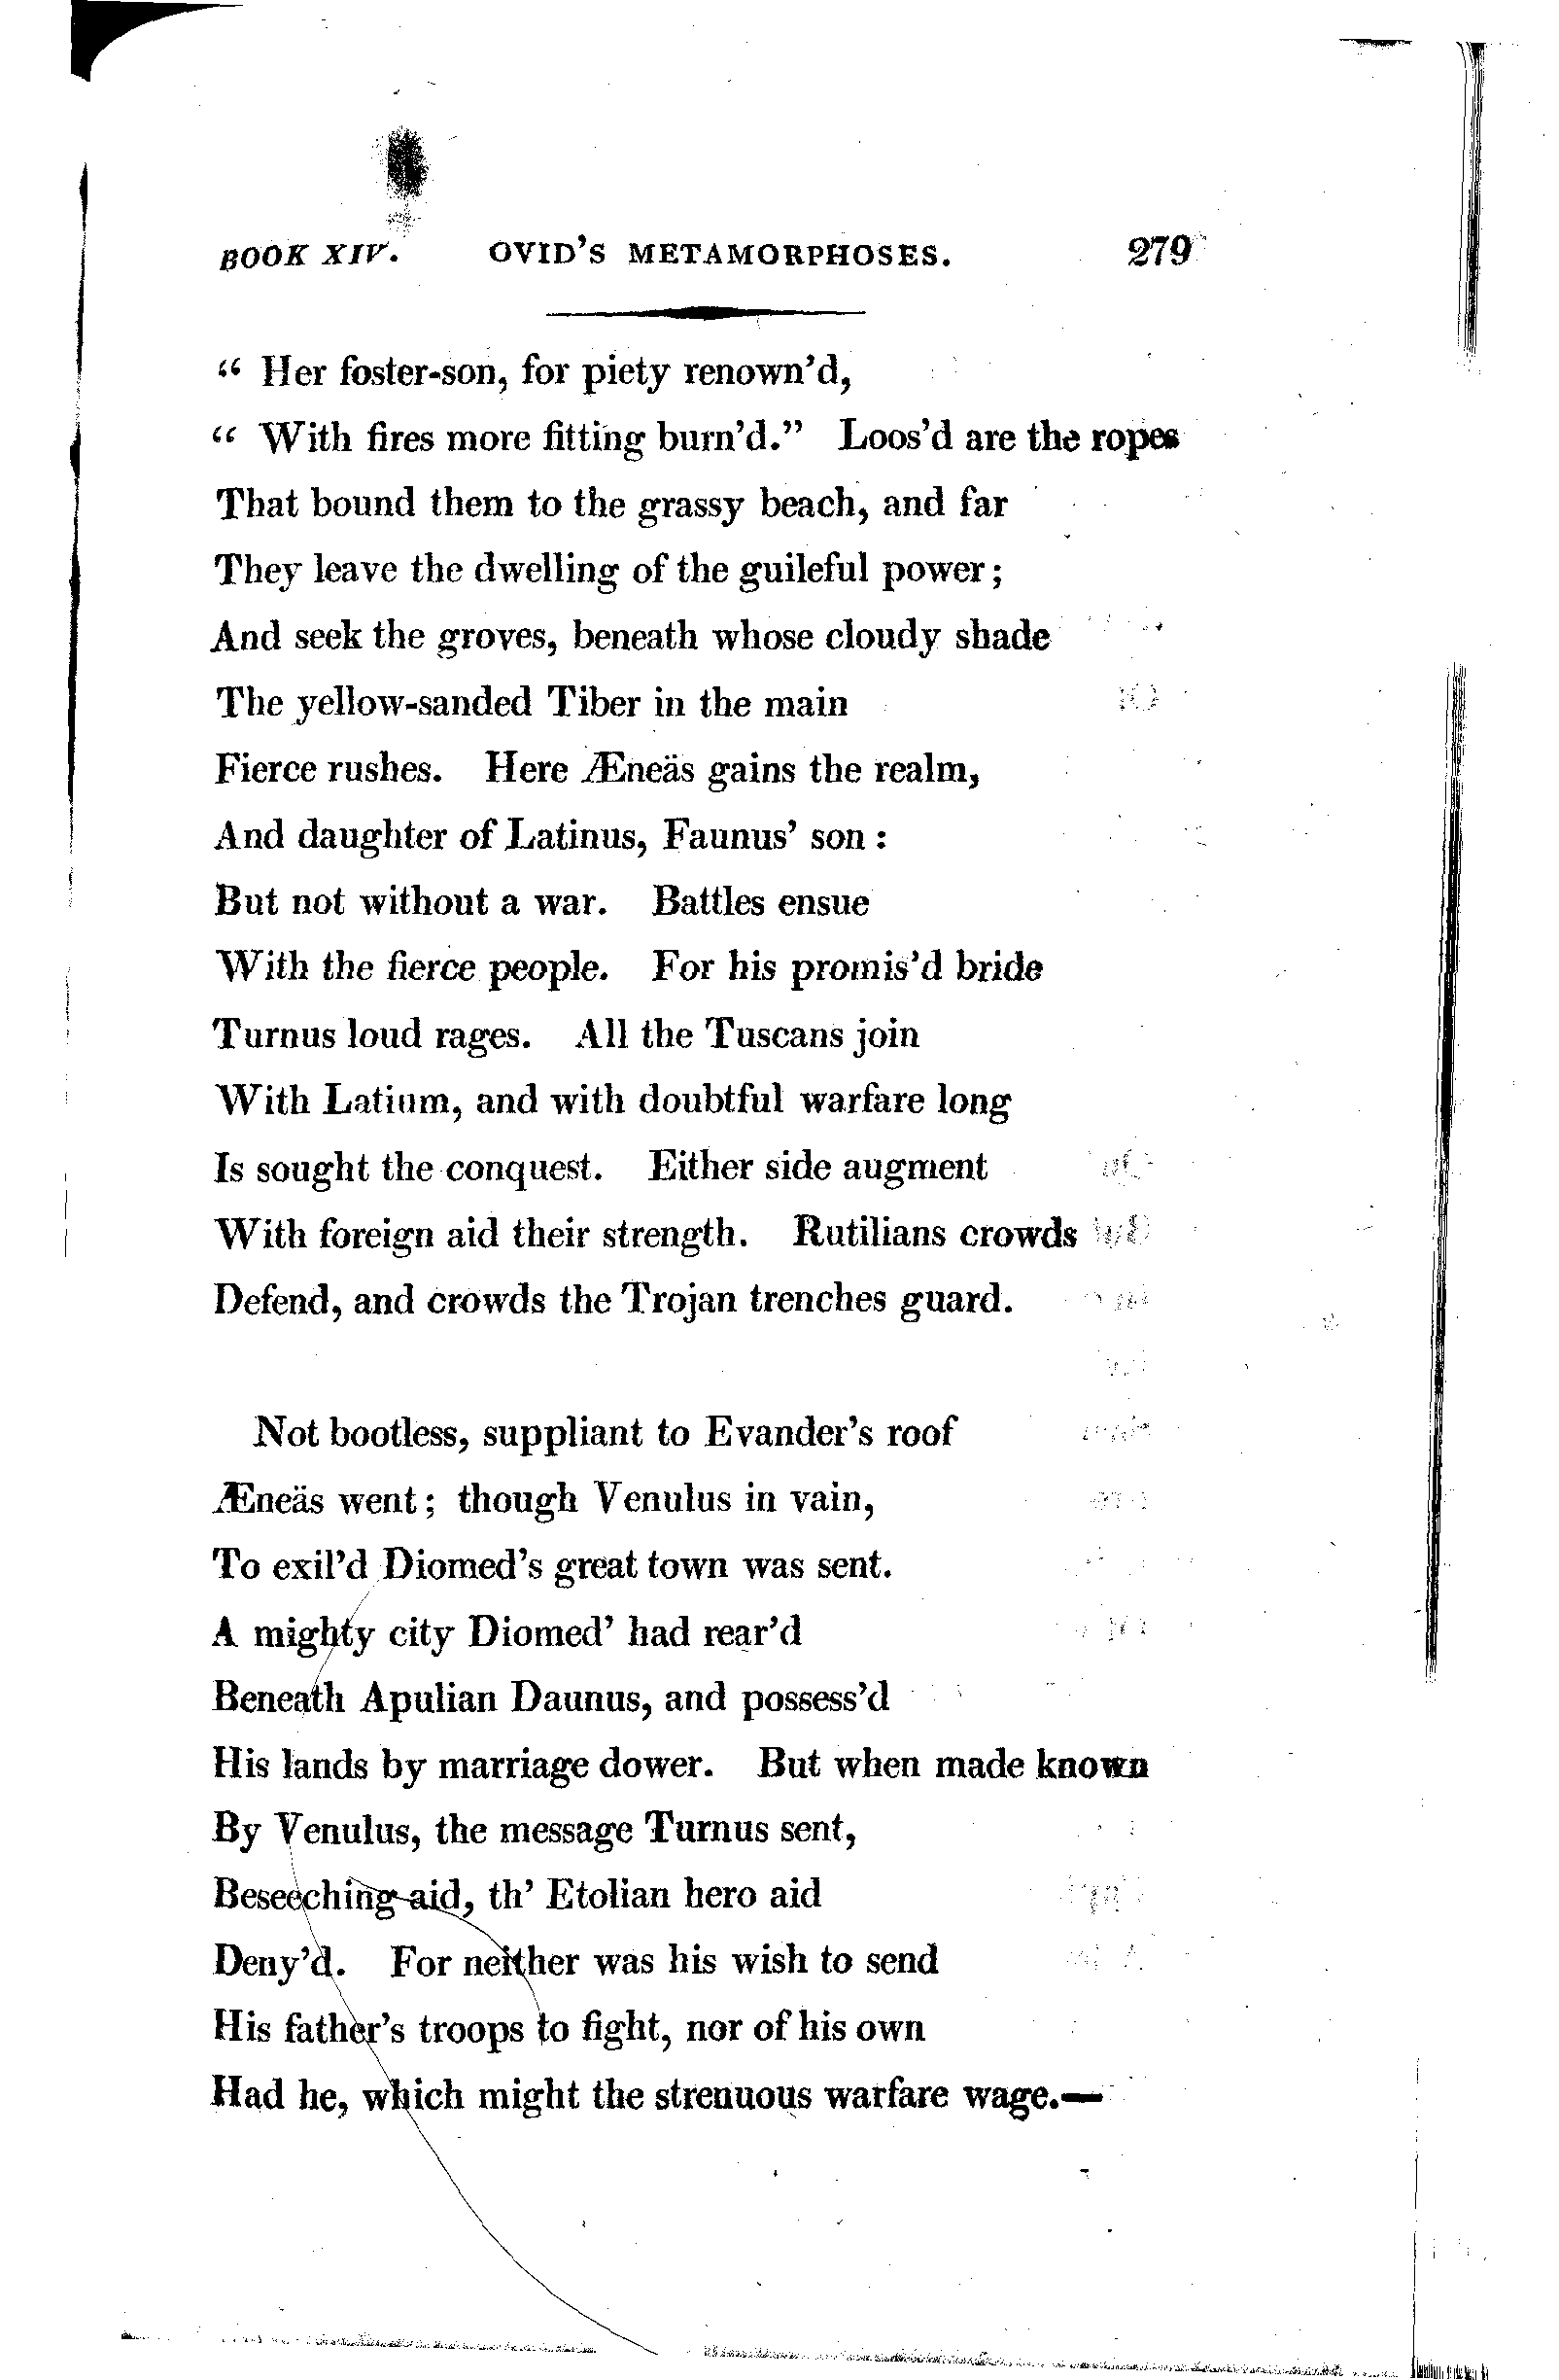 BOOK XIV. OVID'S METAMORPHOSES. 279
“ Her foster-son, for piety renown'd,
“ With fires more fitting burn'd.” Loos'd are the ropes
That bound them to the grassy beach, and far
They leave the dwelling of the guileful power;
And seek the groves, beneath whose cloudy shade
The yellow-sanded Tiber in the main
Fierce rushes. Here Æneäs gains the realm,
And daughter of Latinus, Faunus' son:
But not without a war. Battles ensue
With the fierce people. For his promis'd bride
Turnus loud rages. All the Tuscans join
With Latium, and with doubtful warfare long
Is sought the conquest. Either side augment
With foreign aid their strength. Rutilians crowds
Defend, and crowds the Trojan trenches guard.
Not bootless, suppliant to Evander's roof
Æneäs went; though Venulus in vain,
To exil'd Diomed's great town was sent.
A mighty city Diomed' had rear'd
Beneath Apulian Daunus, and possess'd
His lands by marriage dower. But when made known
By Venulus, the message Turnus sent,
Beseeching aid, th' Etolian hero aid
Deny'd. For neither was his wish to send
His father's troops to fight, nor of his own
Had he, which might the strenuous warfare wage.—